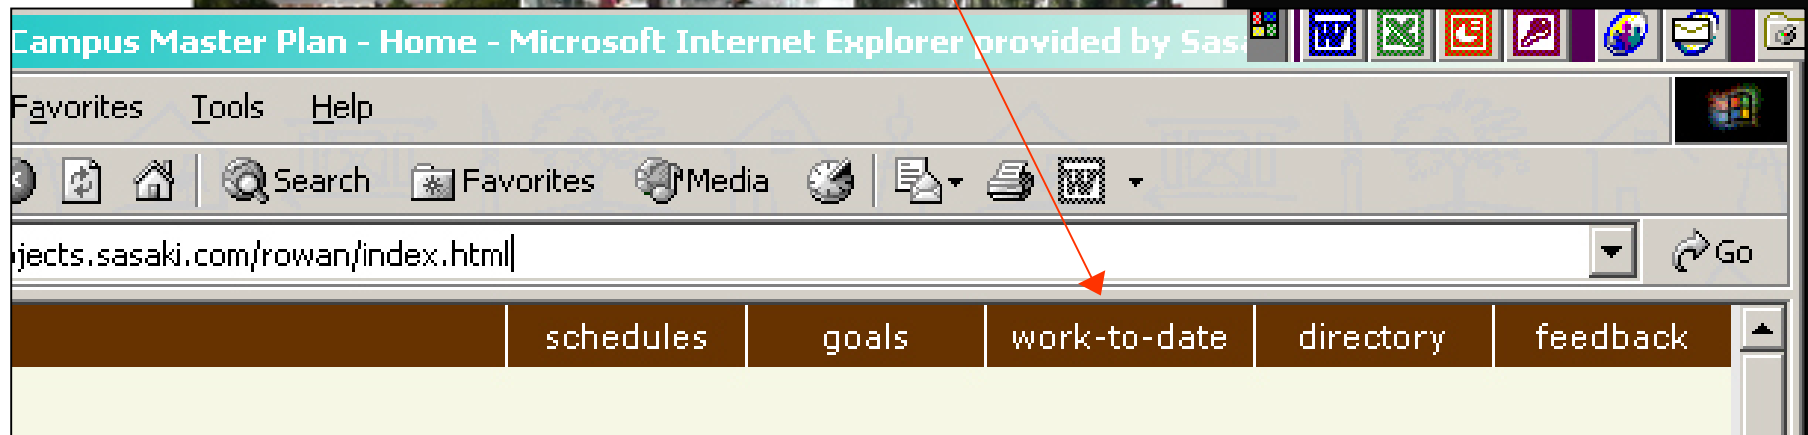 Campus Master Plan - Home - Microsoft Internet Explorer provided by
Favorites Tools Help
Search Favorites Media
jects.sasaki.com/rowan/index.html Go
schedules goals work-to-date directory feedback